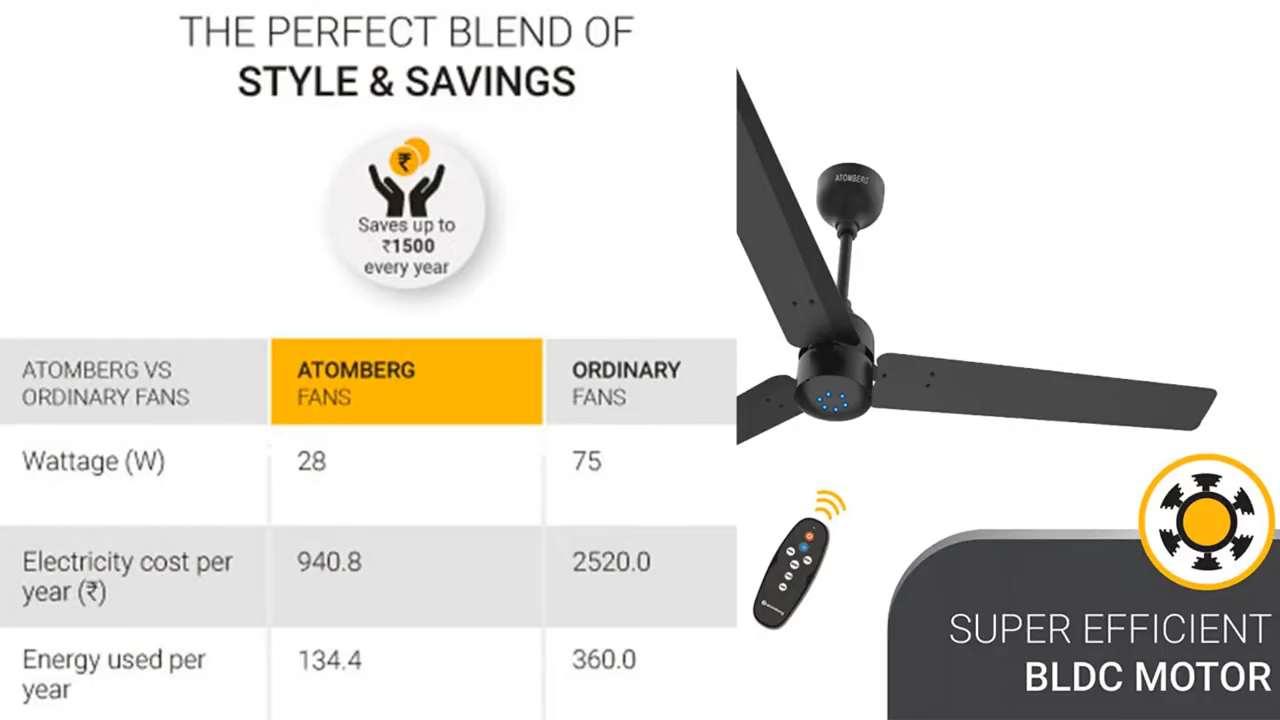 THE PERFECT BLEND OF
STYLE & SAVINGS
Saves up to
₹1500
every year
ATOMBERG VS
ORDINARY FANS
ATOMBERG
FANS
ORDINARY
FANS
Wattage (W)
28
75
Electricity cost per
year (₹)
940.8
2520.0
Energy used per
year
134.4
360.0
ATOMBERG
SUPER EFFICIENT
BLDC MOTOR